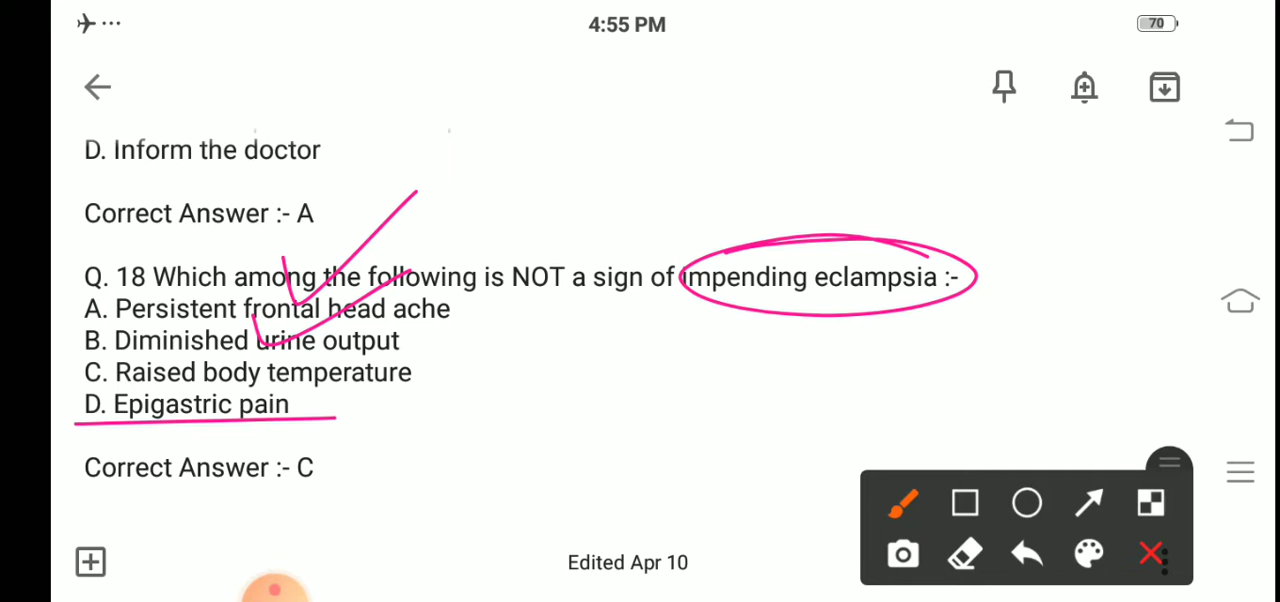 4:55 PM
70
D. Inform the doctor
Correct Answer :- A
Q. 18 Which among the following is NOT a sign of impending eclampsia :-
A. Persistent frontal head ache
B. Diminished urine output
C. Raised body temperature
D. Epigastric pain
Correct Answer :- C
Edited Apr 10